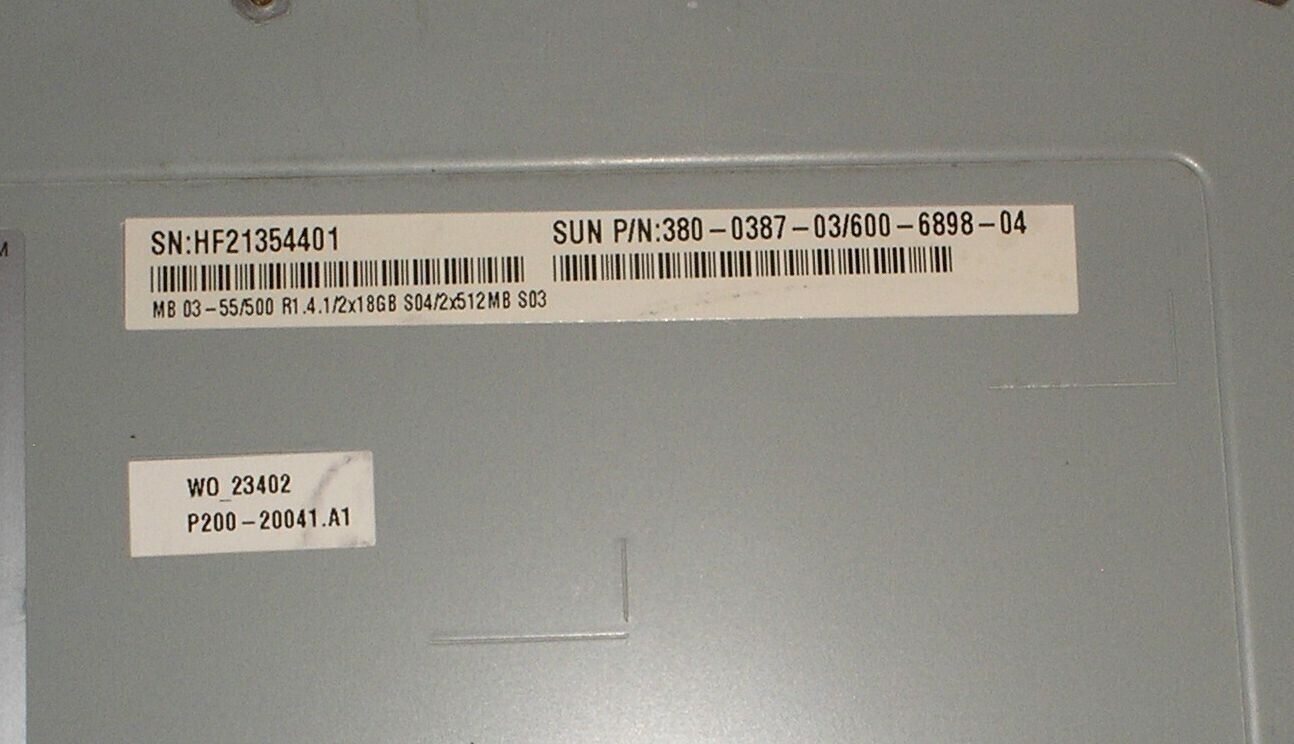 SN:HF21354401
SUN P/N:380-0387-03/600-6898-04
MB 03-55/500 R1.4.1/2x18GB S04/2x512MB S03
M
WO_23402
P200-20041.A1